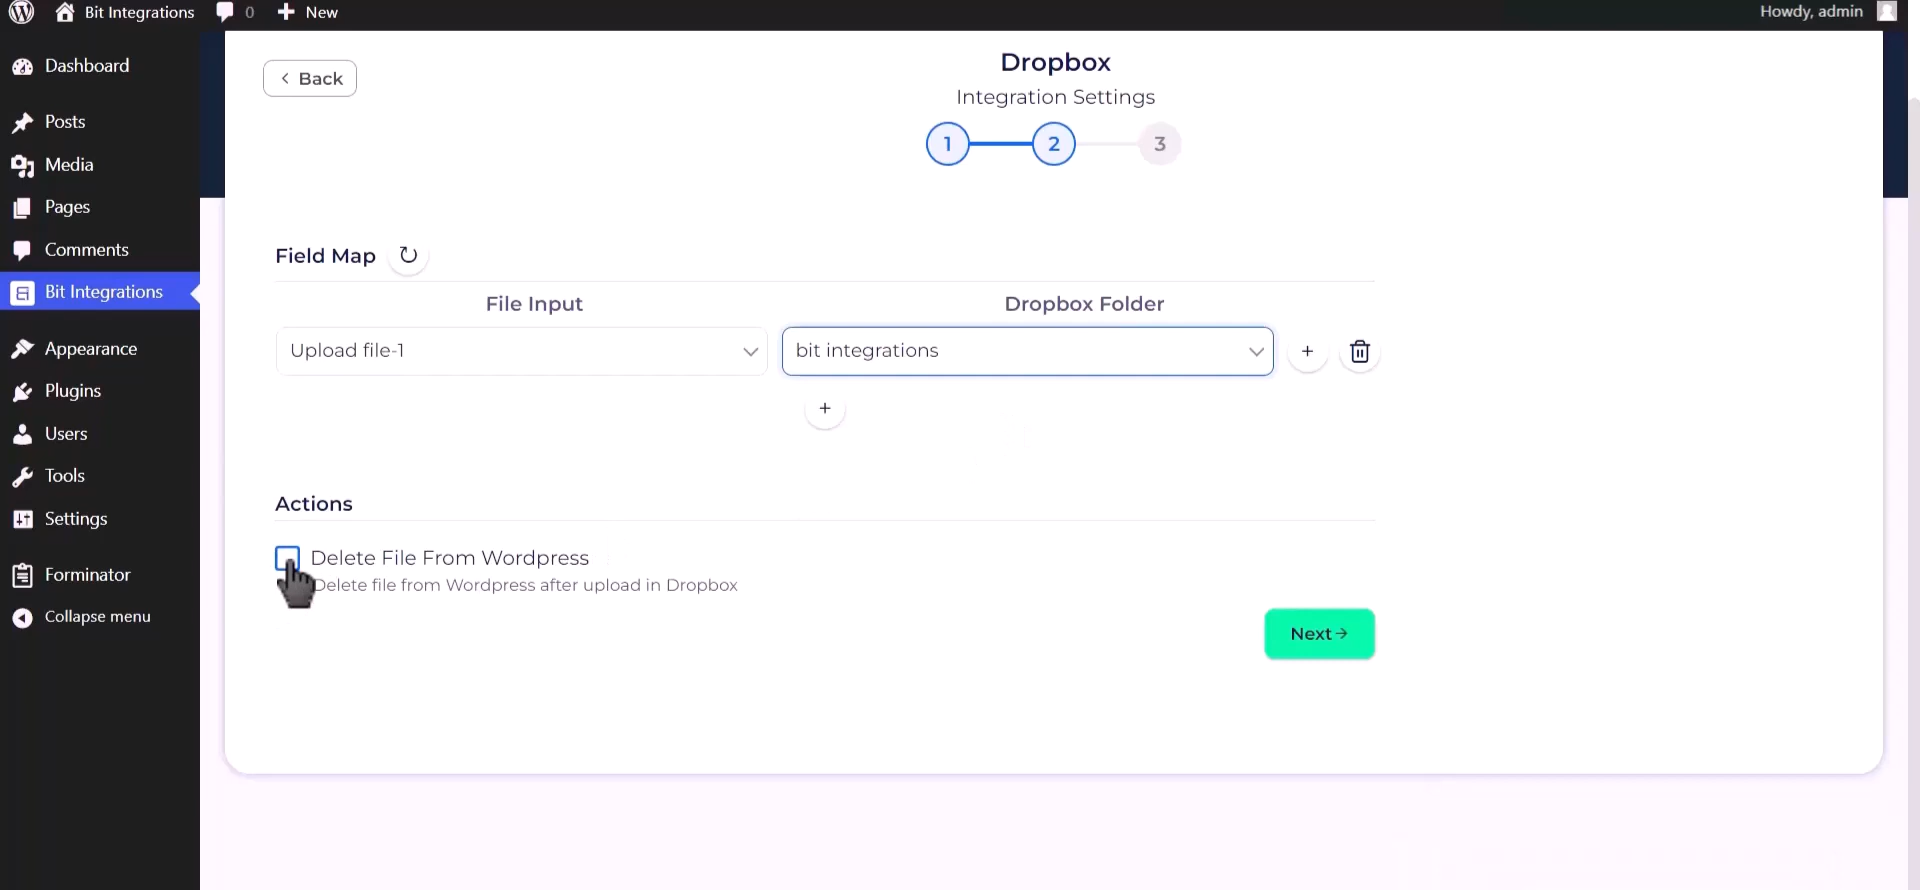 Bit Integrations 0 New Howdy, admin
Dashboard
Posts
Media
Pages
Comments
Bit Integrations
Appearance
Plugins
Users
Tools
Settings
Forminator
Collapse menu
Back
Dropbox
Integration Settings
1 2 3
Field Map
File Input Dropbox Folder
Upload file-1 bit integrations
Actions
Delete File From Wordpress
Delete file from Wordpress after upload in Dropbox
Next